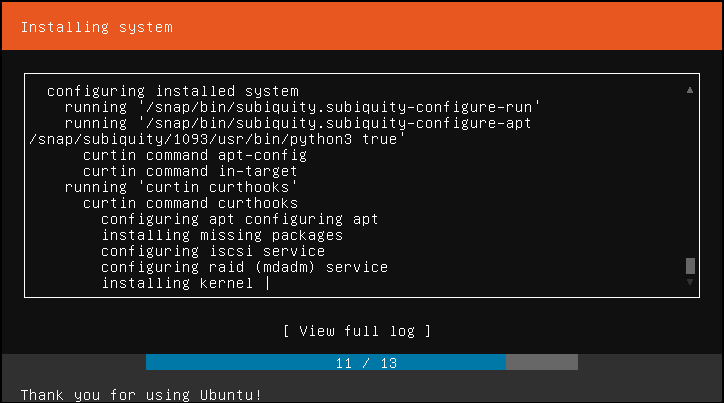 Installing system
configuring installed system
running '/snap/bin/subiquity.subiquity-configure-run'
running '/snap/bin/subiquity.subiquity-configure-apt
/snap/subiquity/1093/usr/bin/python3 true'
curtin command apt-config
curtin command in-target
running 'curtin curthooks'
curtin command curthooks
configuring apt configuring apt
installing missing packages
configuring iscsi service
configuring raid (mdadm) service
installing kernel |
[ View full log ]
11 / 13
Thank you for using Ubuntu!